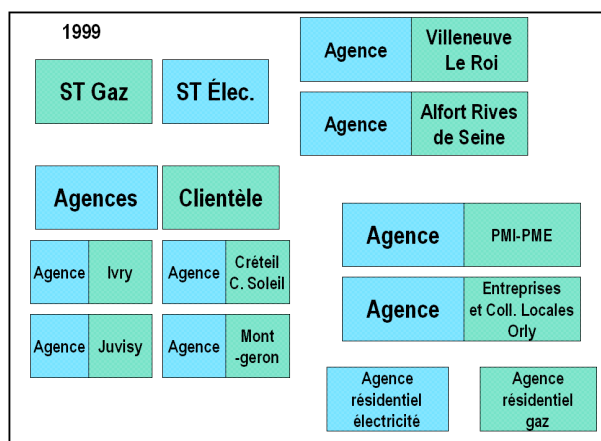 1999
ST Gaz
ST Élec.
Agence
Villeneuve
Le Roi
Agence
Alfort Rives
de Seine
Agences
Clientèle
Agence
Ivry
Agence
Créteil
C. Soleil
Agence
Juvisy
Agence
Mont
-geron
Agence
PMI-PME
Agence
Entreprises
et Coll. Locales
Orly
Agence
résidentiel
électricité
Agence
résidentiel
gaz